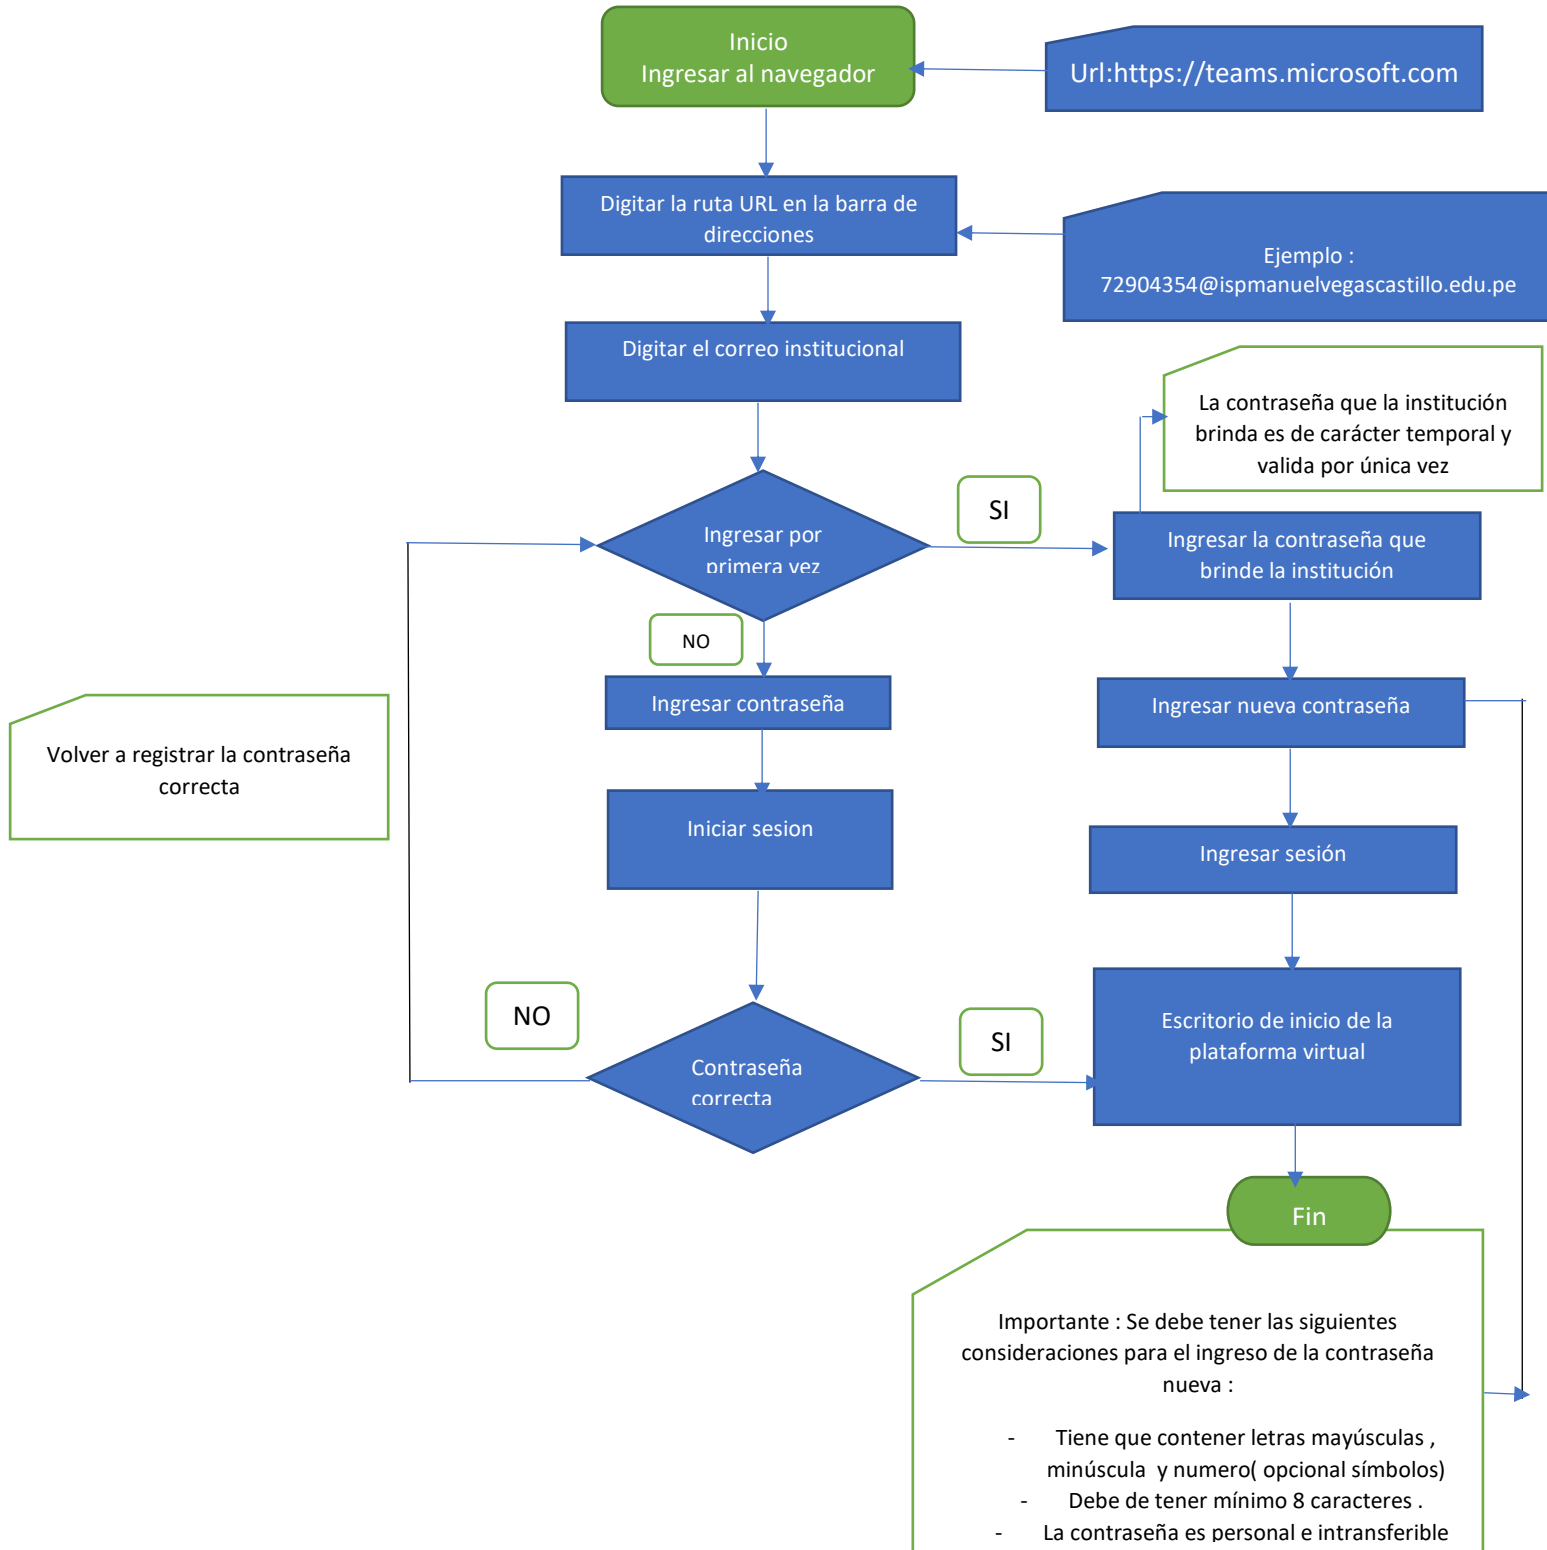 Inicio
Ingresar al navegador
Url:https://teams.microsoft.com
Digitar la ruta URL en la barra de
direcciones
Ejemplo :
72904354@ispmanuelvegascastillo.edu.pe
Digitar el correo institucional
La contraseña que la institución
brinda es de carácter temporal y
valida por única vez
SI
Ingresar por
primera vez
Ingresar la contraseña que
brinde la institución
NO
Ingresar contraseña
Ingresar nueva contraseña
Volver a registrar la contraseña
correcta
Iniciar sesion
Ingresar sesión
NO
SI
Contraseña
correcta
Escritorio de inicio de la
plataforma virtual
Fin
Importante : Se debe tener las siguientes
consideraciones para el ingreso de la contraseña
nueva :
- Tiene que contener letras mayúsculas ,
minúscula  y numero( opcional símbolos)
- Debe de tener mínimo 8 caracteres .
- La contraseña es personal e intransferible